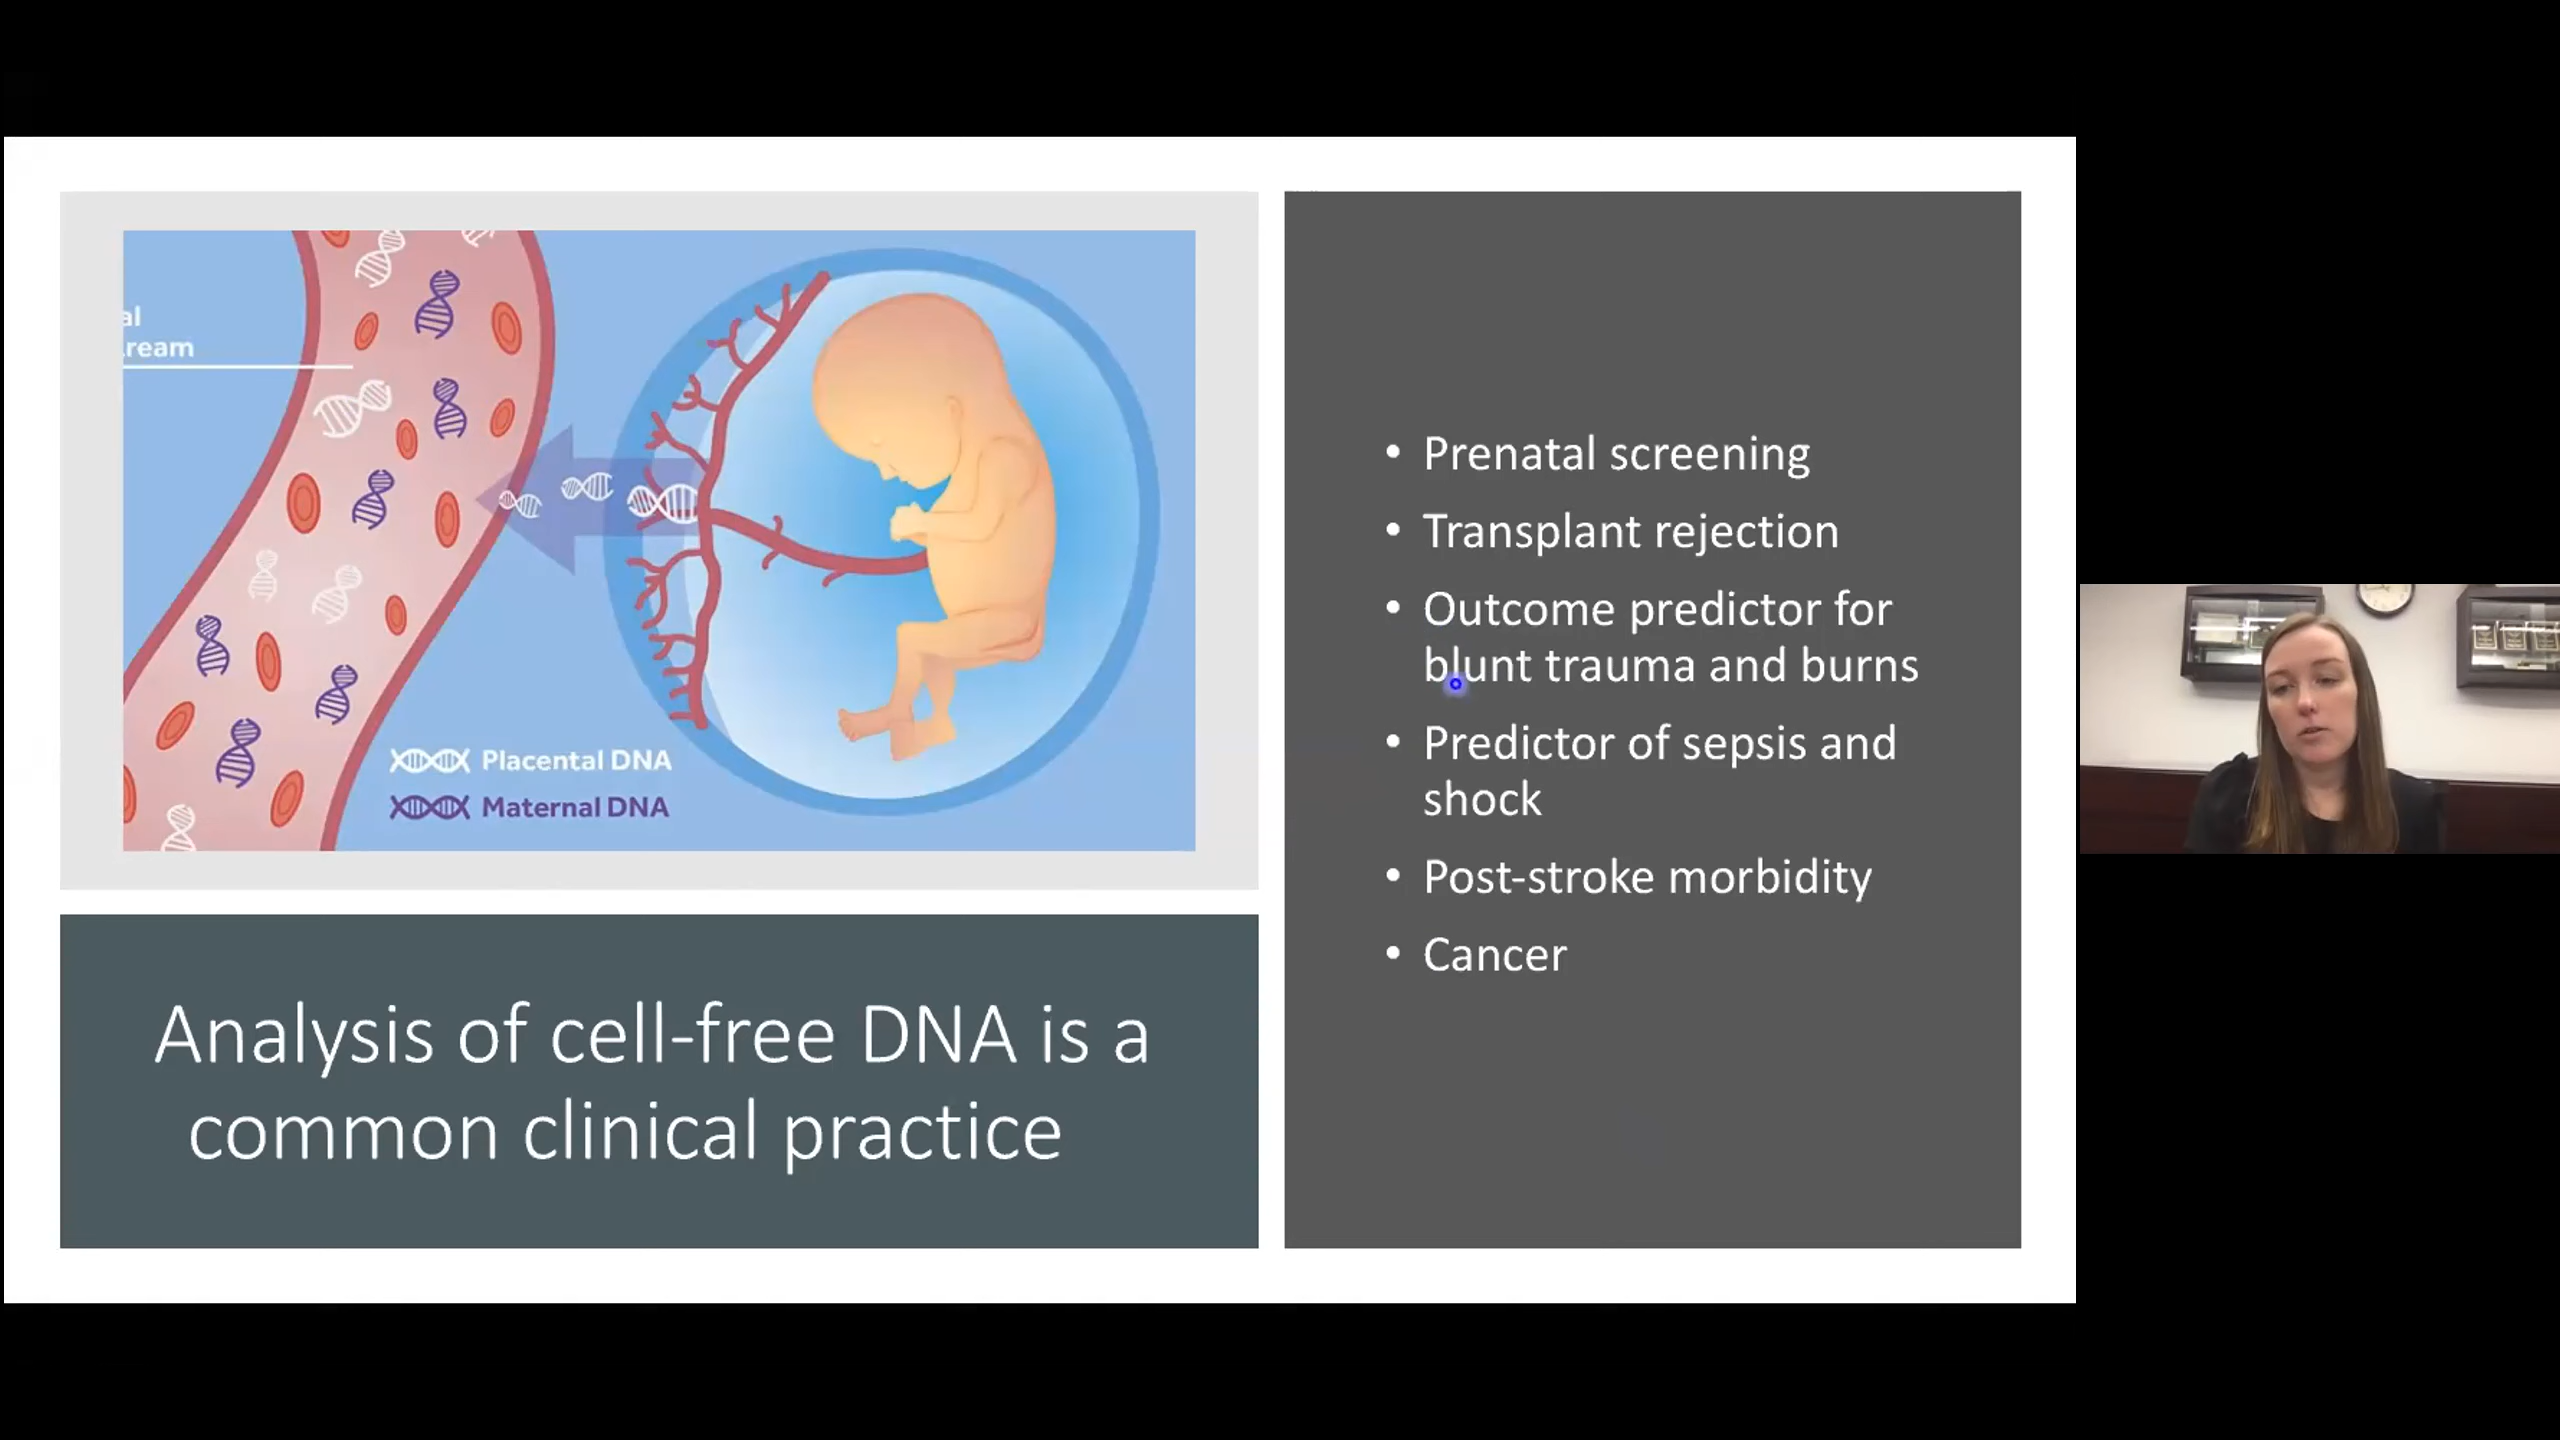 al
ream
Placental DNA
Maternal DNA
Analysis of cell-free DNA is a
common clinical practice
• Prenatal screening
• Transplant rejection
• Outcome predictor for
blunt trauma and burns
• Predictor of sepsis and
shock
• Post-stroke morbidity
• Cancer